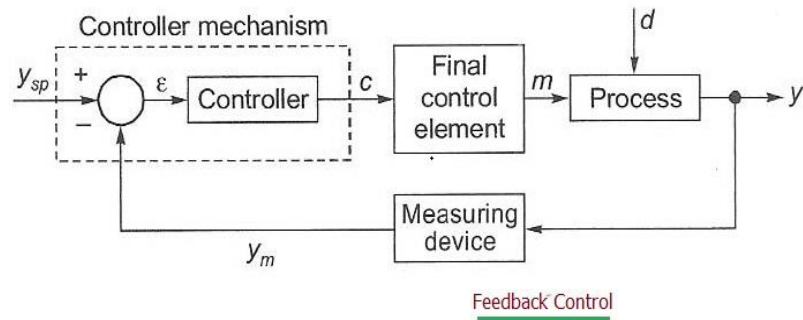 Controller mechanism
d
y_sp
+
ε
Controller
c
Final
control
element
m
Process
y
−
Measuring
device
y_m
Feedback Control